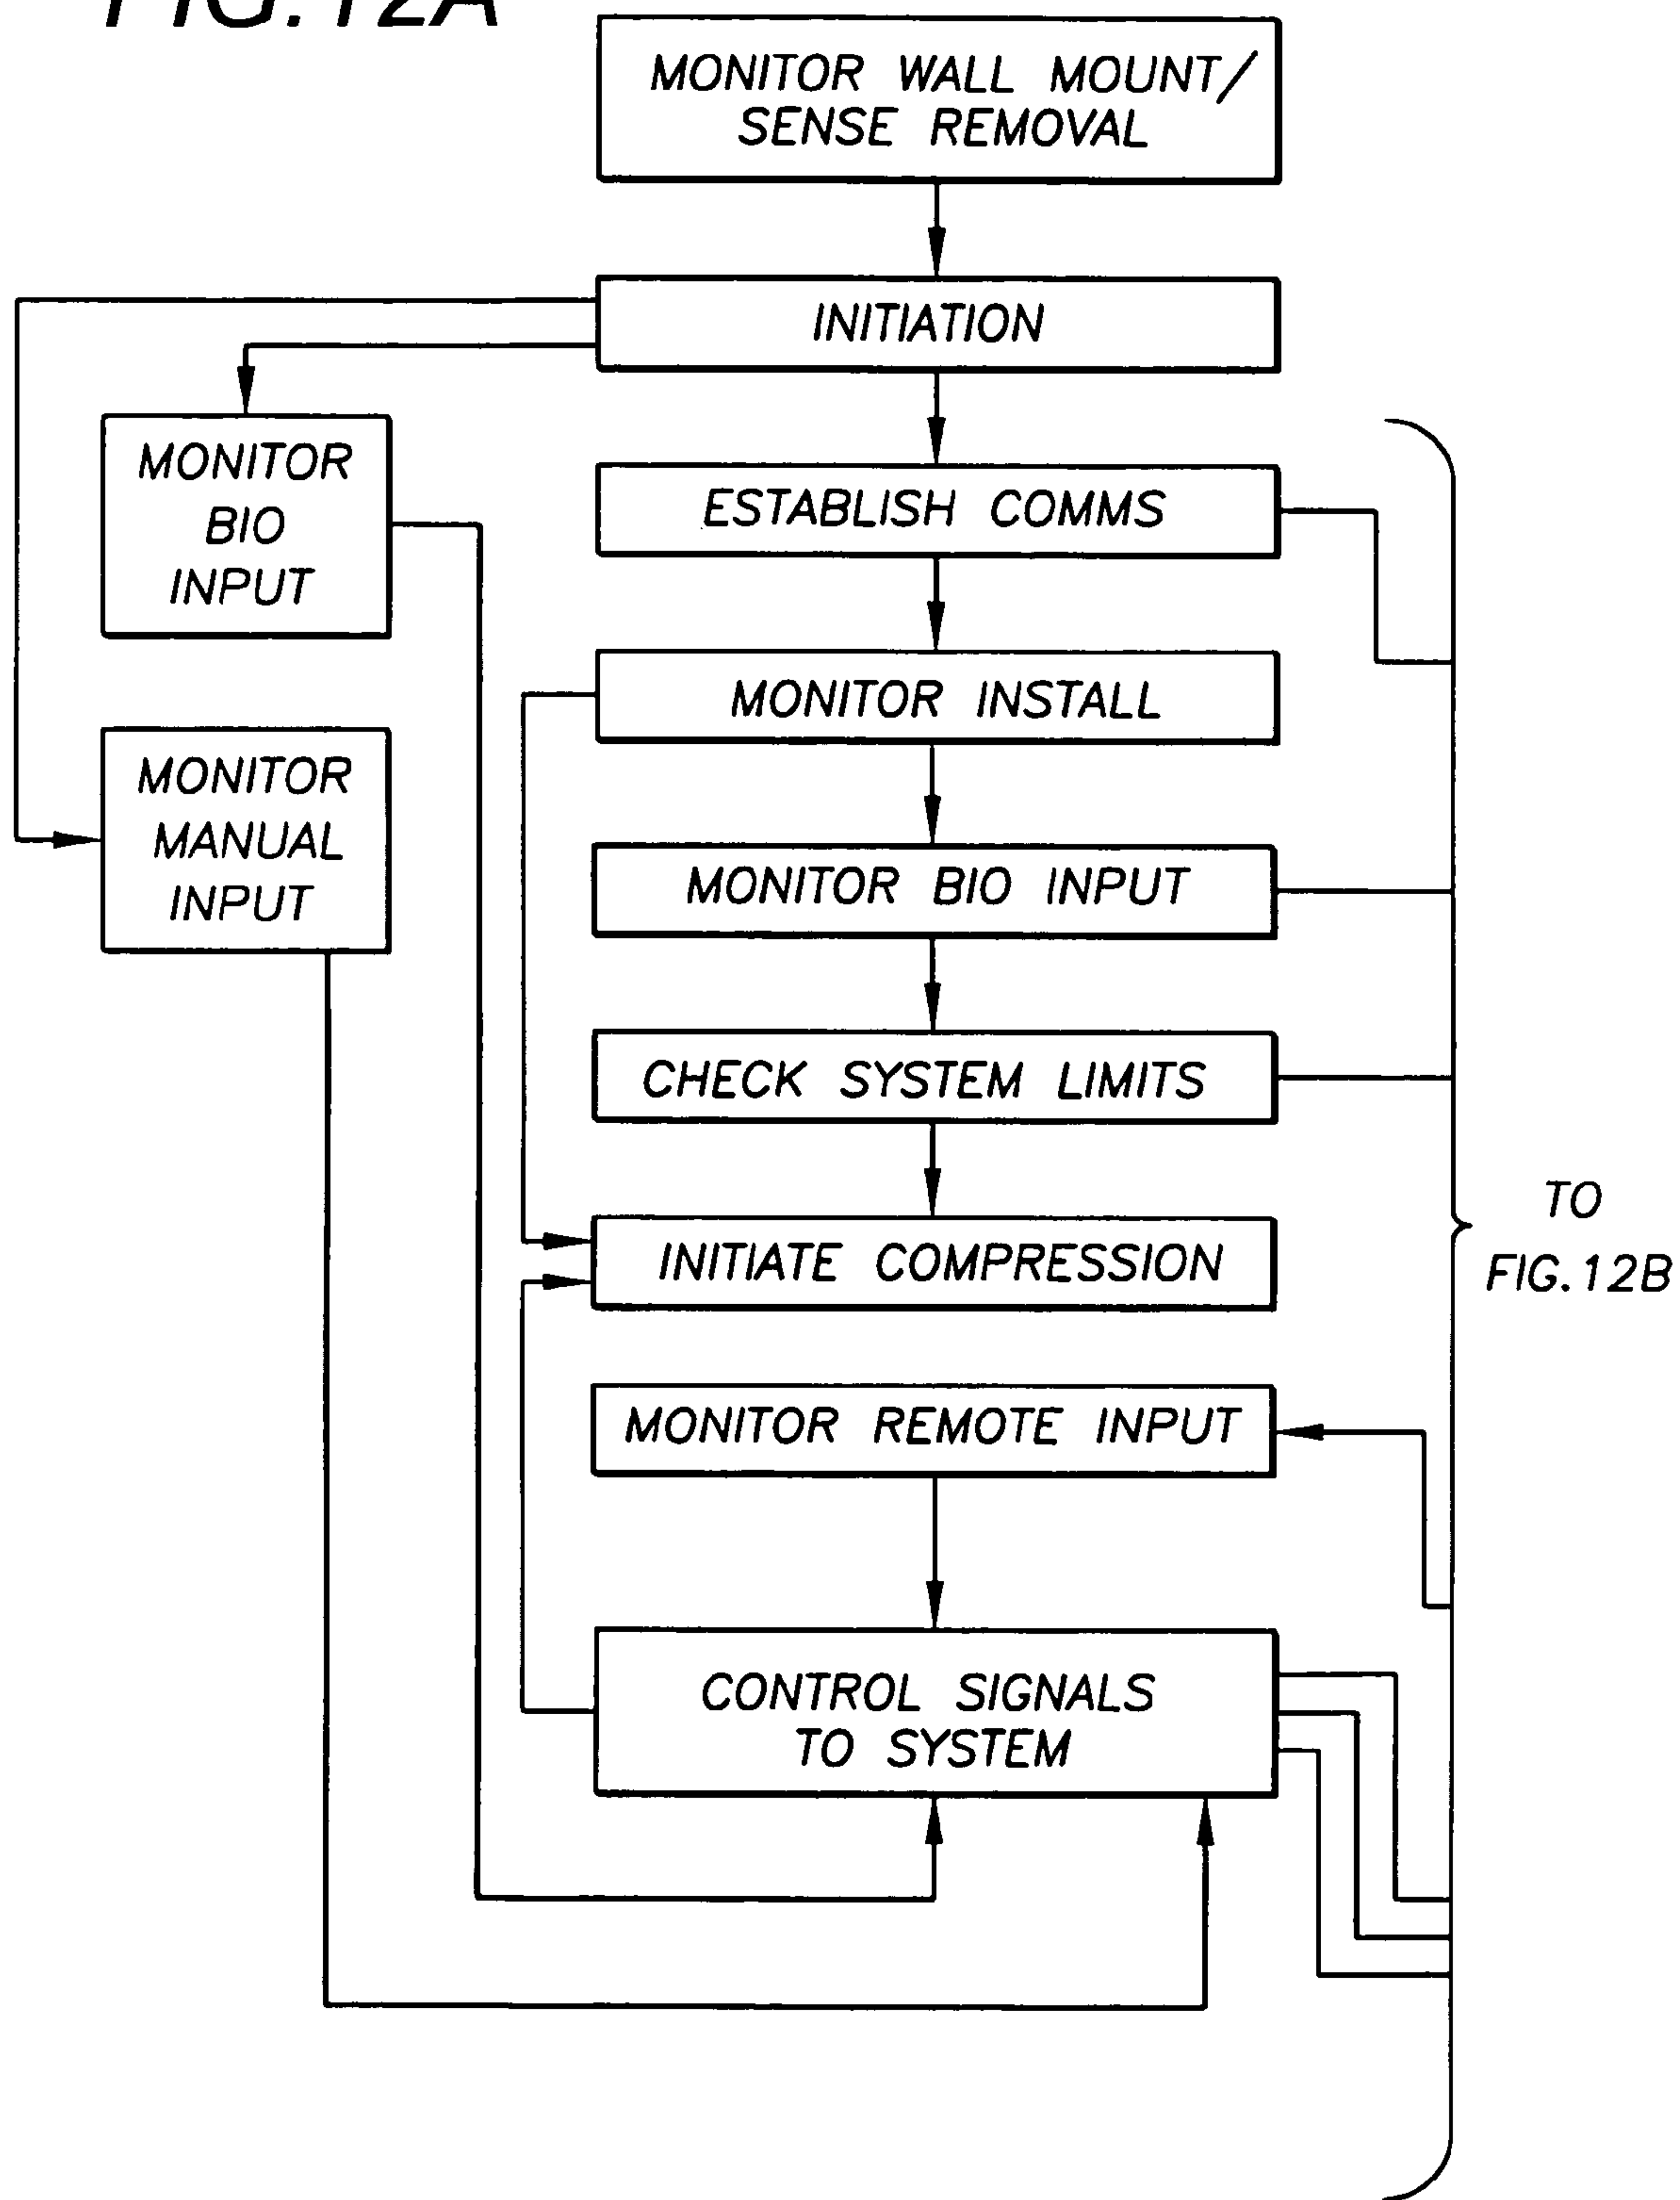 FIG.12A
MONITOR WALL MOUNT/
SENSE REMOVAL
INITIATION
MONITOR
BIO
INPUT
ESTABLISH COMMS
MONITOR INSTALL
MONITOR
MANUAL
INPUT
MONITOR BIO INPUT
CHECK SYSTEM LIMITS
INITIATE COMPRESSION
TO
FIG.12B
MONITOR REMOTE INPUT
CONTROL SIGNALS
TO SYSTEM